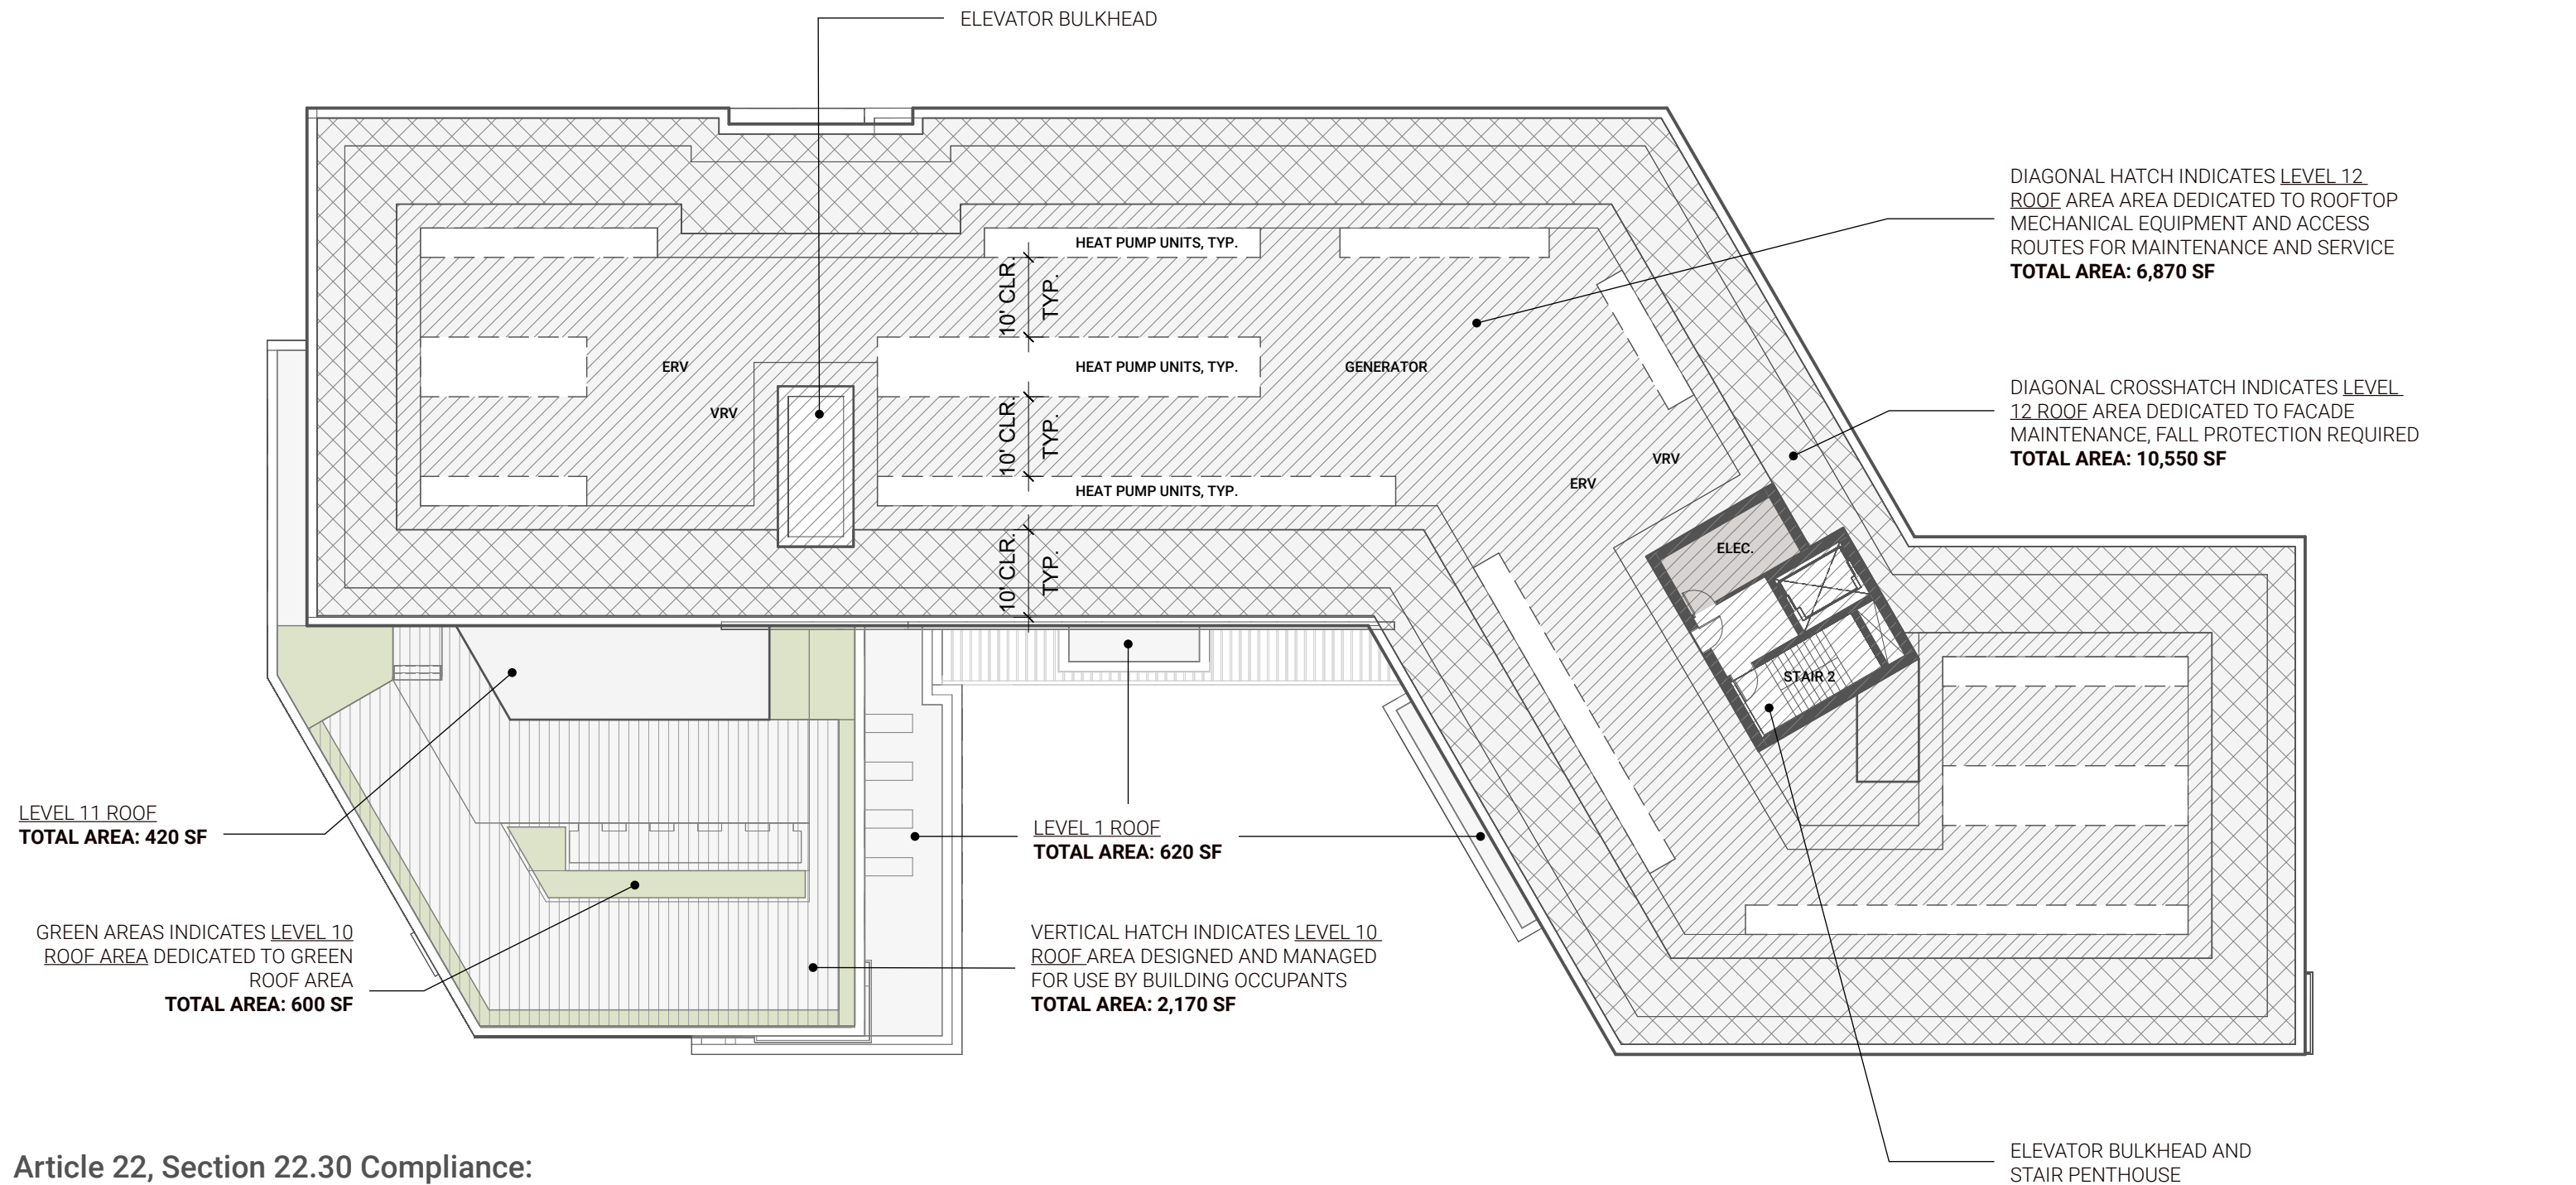 ELEVATOR BULKHEAD
DIAGONAL HATCH INDICATES LEVEL 12
ROOF AREA AREA DEDICATED TO ROOFTOP
MECHANICAL EQUIPMENT AND ACCESS
ROUTES FOR MAINTENANCE AND SERVICE
TOTAL AREA: 6,870 SF
HEAT PUMP UNITS, TYP.
10' CLR.
TYP.
ERV
HEAT PUMP UNITS, TYP.
GENERATOR
DIAGONAL CROSSHATCH INDICATES LEVEL
12 ROOF AREA DEDICATED TO FACADE
MAINTENANCE, FALL PROTECTION REQUIRED
TOTAL AREA: 10,550 SF
VRV
10' CLR.
TYP.
VRV
ERV
HEAT PUMP UNITS, TYP.
10' CLR.
TYP.
ELEC.
STAIR 2
LEVEL 11 ROOF
TOTAL AREA: 420 SF
LEVEL 1 ROOF
TOTAL AREA: 620 SF
GREEN AREAS INDICATES LEVEL 10
ROOF AREA DEDICATED TO GREEN
ROOF AREA
TOTAL AREA: 600 SF
VERTICAL HATCH INDICATES LEVEL 10
ROOF AREA DESIGNED AND MANAGED
FOR USE BY BUILDING OCCUPANTS
TOTAL AREA: 2,170 SF
ELEVATOR BULKHEAD AND
STAIR PENTHOUSE
Article 22, Section 22.30 Compliance: